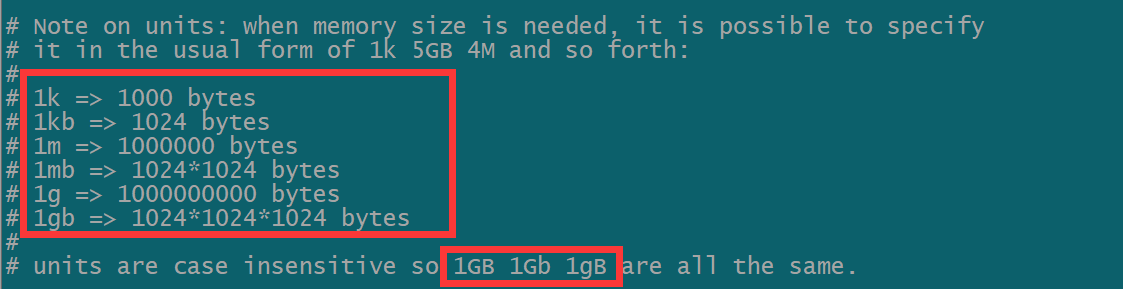 # Note on units: when memory size is needed, it is possible to specify
# it in the usual form of 1k 5GB 4M and so forth:
#
# 1k => 1000 bytes
# 1kb => 1024 bytes
# 1m => 1000000 bytes
# 1mb => 1024*1024 bytes
# 1g => 1000000000 bytes
# 1gb => 1024*1024*1024 bytes
#
# units are case insensitive so 1GB 1Gb 1gB are all the same.